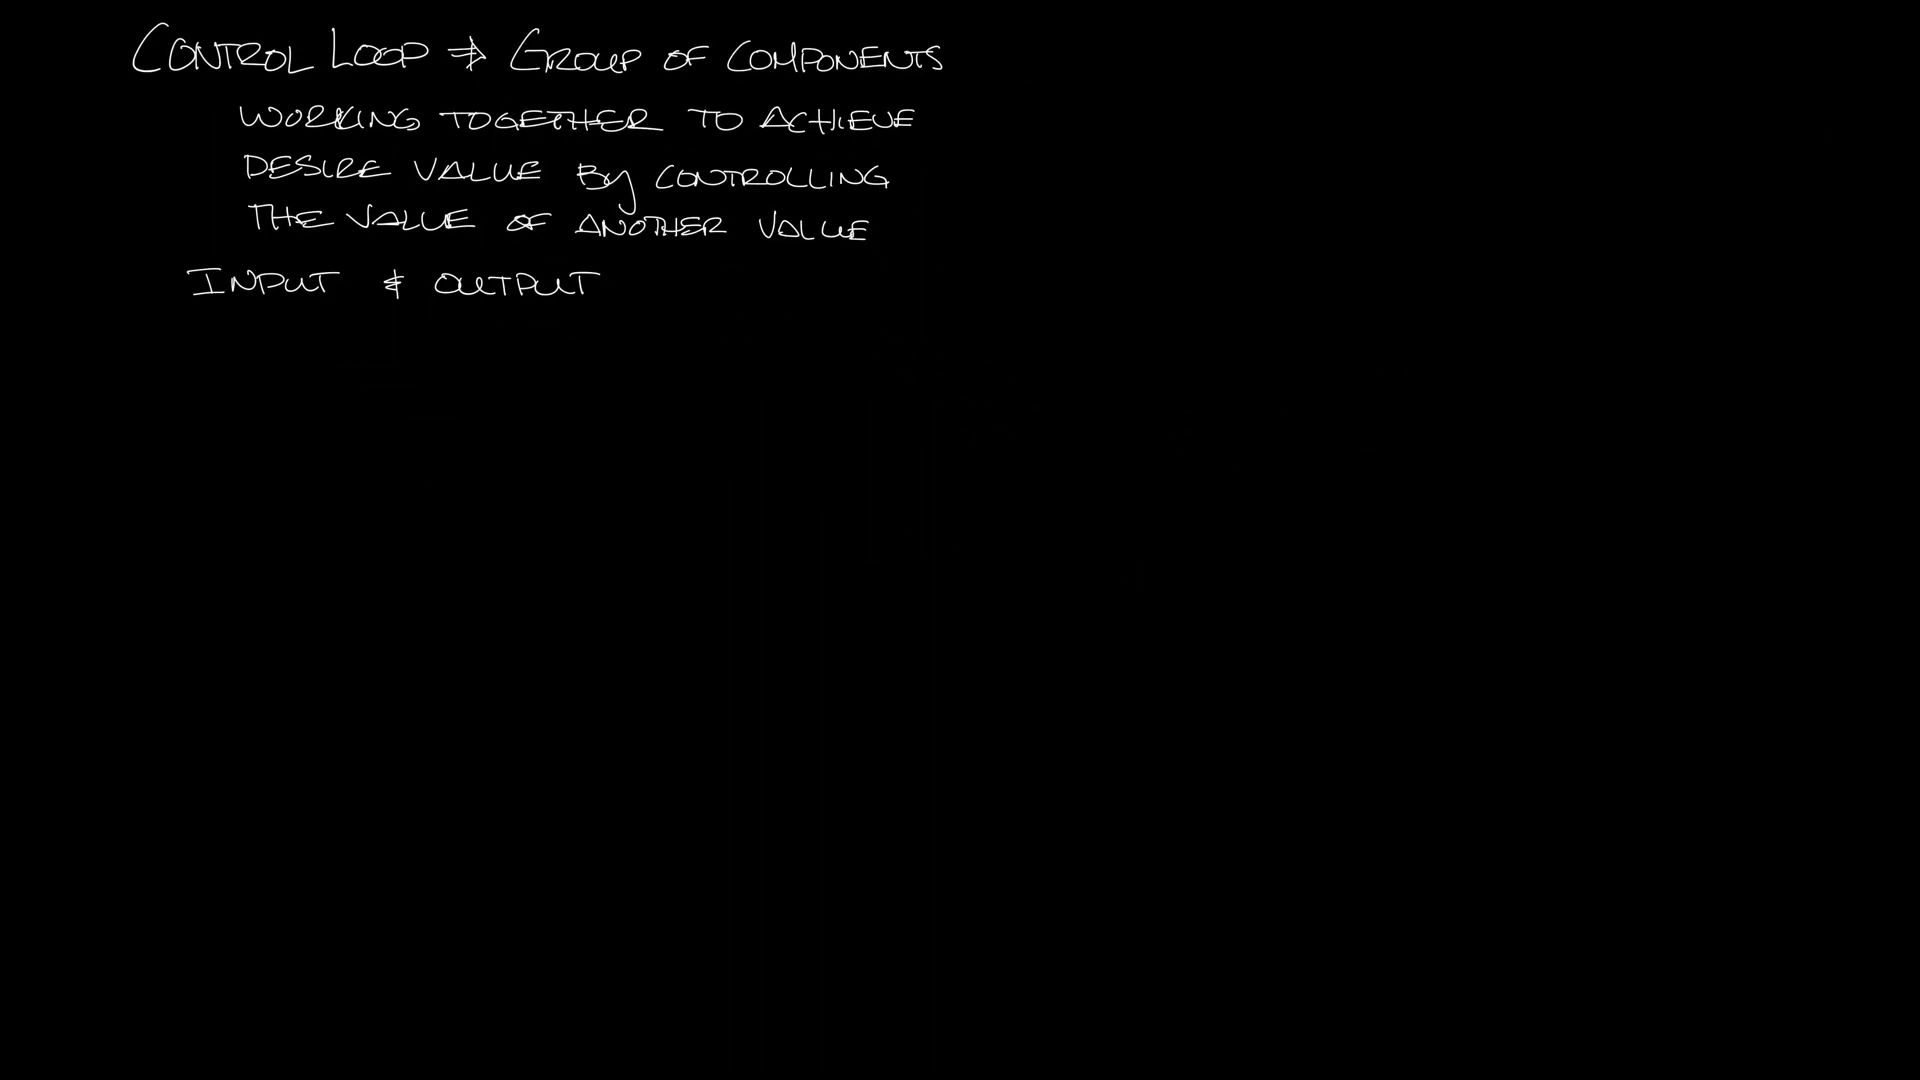 CONTROL LOOP ⇒ GROUP OF COMPONENTS
WORKING TOGETHER TO ACHIEVE
DESIRE VALUE By CONTROLLING
THE VALUE OF ANOTHER VALUE
INPUT & OUTPUT